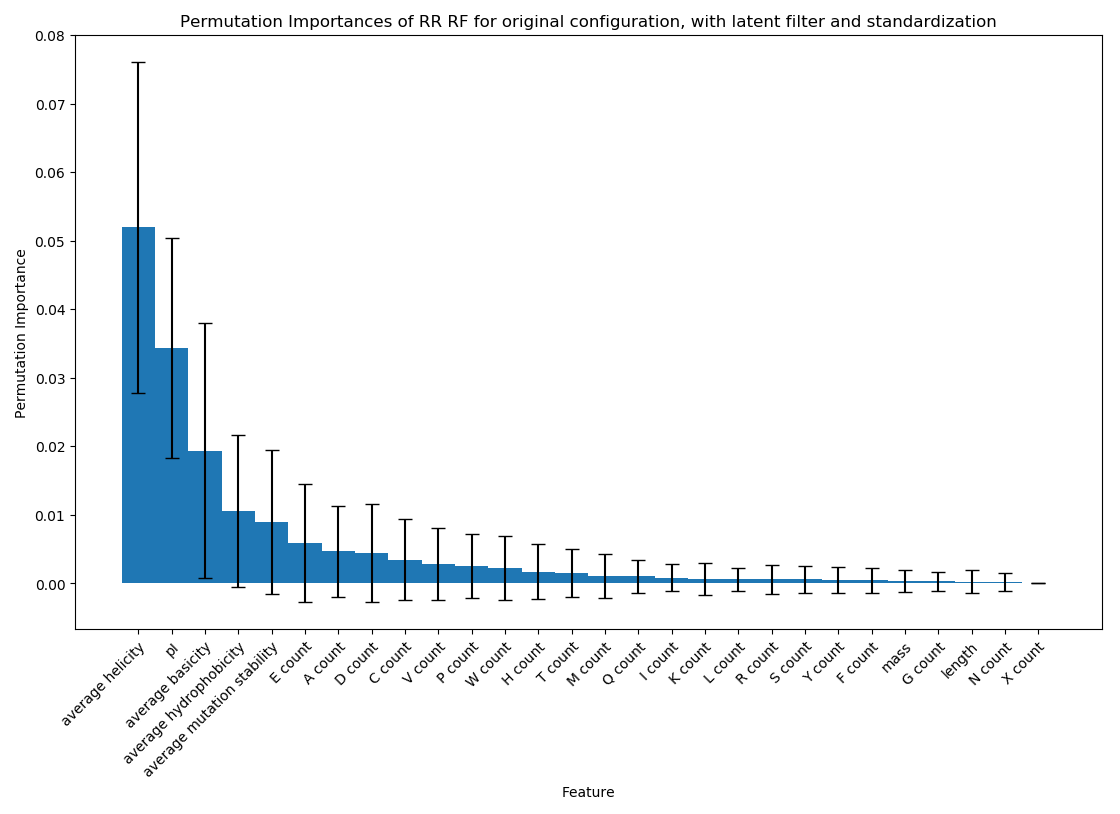 Permutation Importances of RR RF for original configuration, with latent filter and standardization
0.08
0.07
0.06
0.05
0.04
0.03
0.02
0.01
0.00
Permutation Importance
average helicity
pI
average basicity
average hydrophobicity
average mutation stability
E count
A count
D count
C count
V count
P count
W count
H count
T count
M count
Q count
I count
K count
L count
R count
S count
Y count
F count
mass
G count
length
N count
X count
Feature